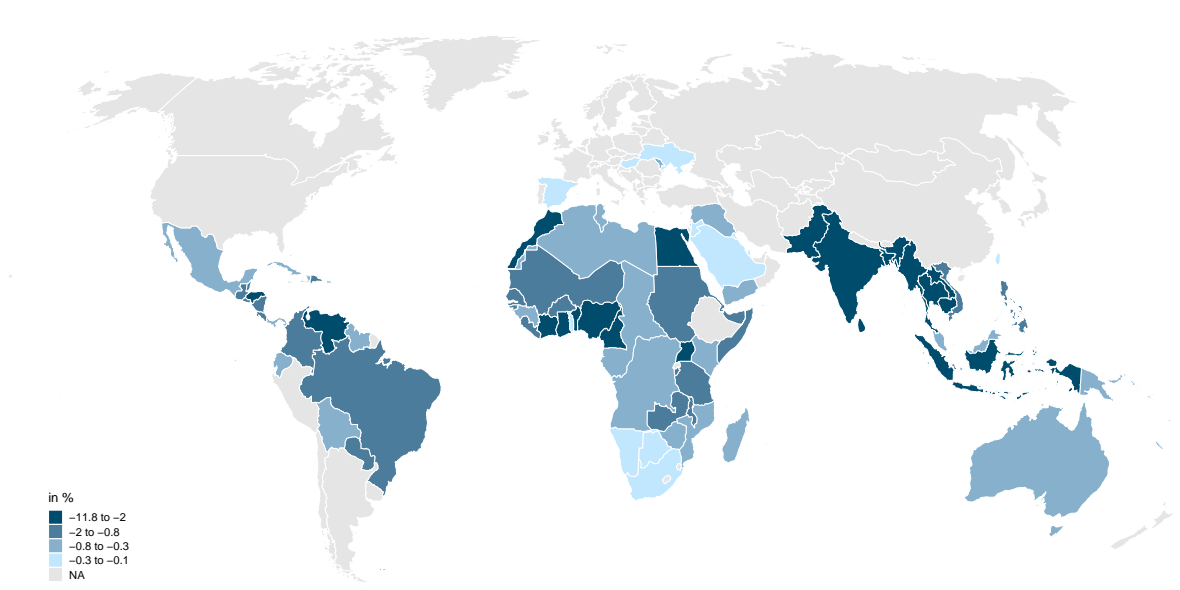 in %
−11.8 to −2
−2 to −0.8
−0.8 to −0.3
−0.3 to −0.1
NA